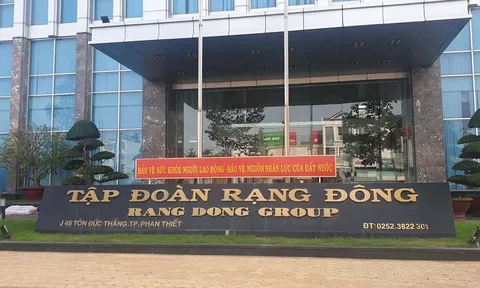 BẢO VỆ SỨC KHỎE NGƯỜI LAO ĐỘNG - BẢO VỆ NGUỒN NHÂN LỰC CỦA ĐẤT NƯỚC
TẬP ĐOÀN RẠNG ĐÔNG
RANG DONG GROUP
J 45 TÔN ĐỨC THẮNG.TP.PHAN THIẾT
ĐT:0252.3822 301